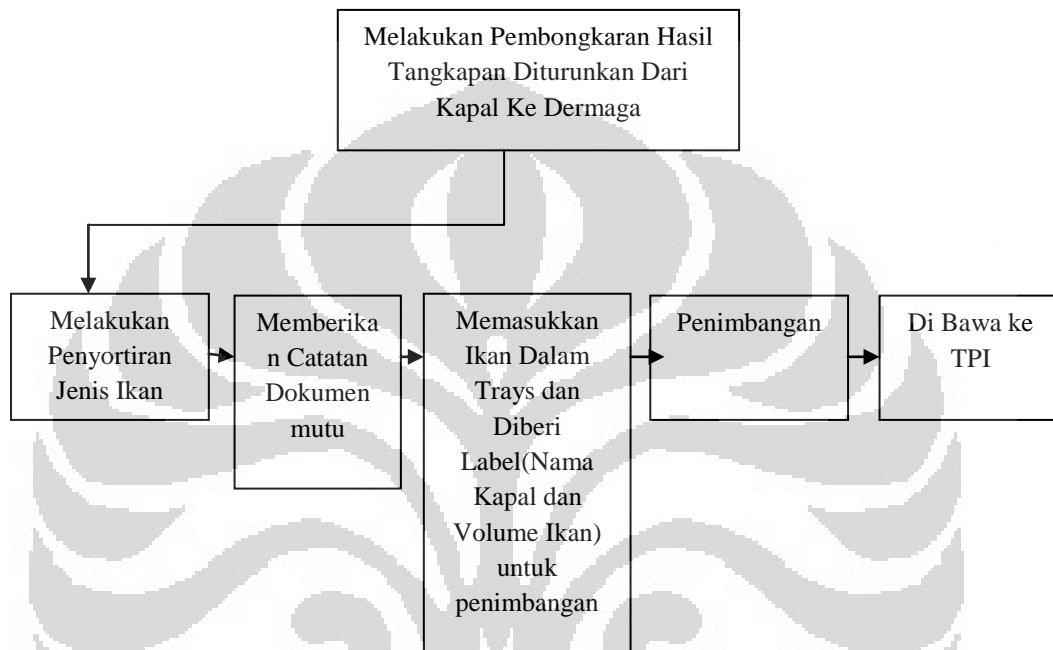 Melakukan Pembongkaran Hasil
Tangkapan Diturunkan Dari
Kapal Ke Dermaga
Melakukan
Penyortiran
Jenis Ikan
Memberika
n Catatan
Dokumen
mutu
Memasukkan
Ikan Dalam
Trays dan
Diberi
Label(Nama
Kapal dan
Volume Ikan)
untuk
penimbangan
Penimbangan
Di Bawa ke
TPI